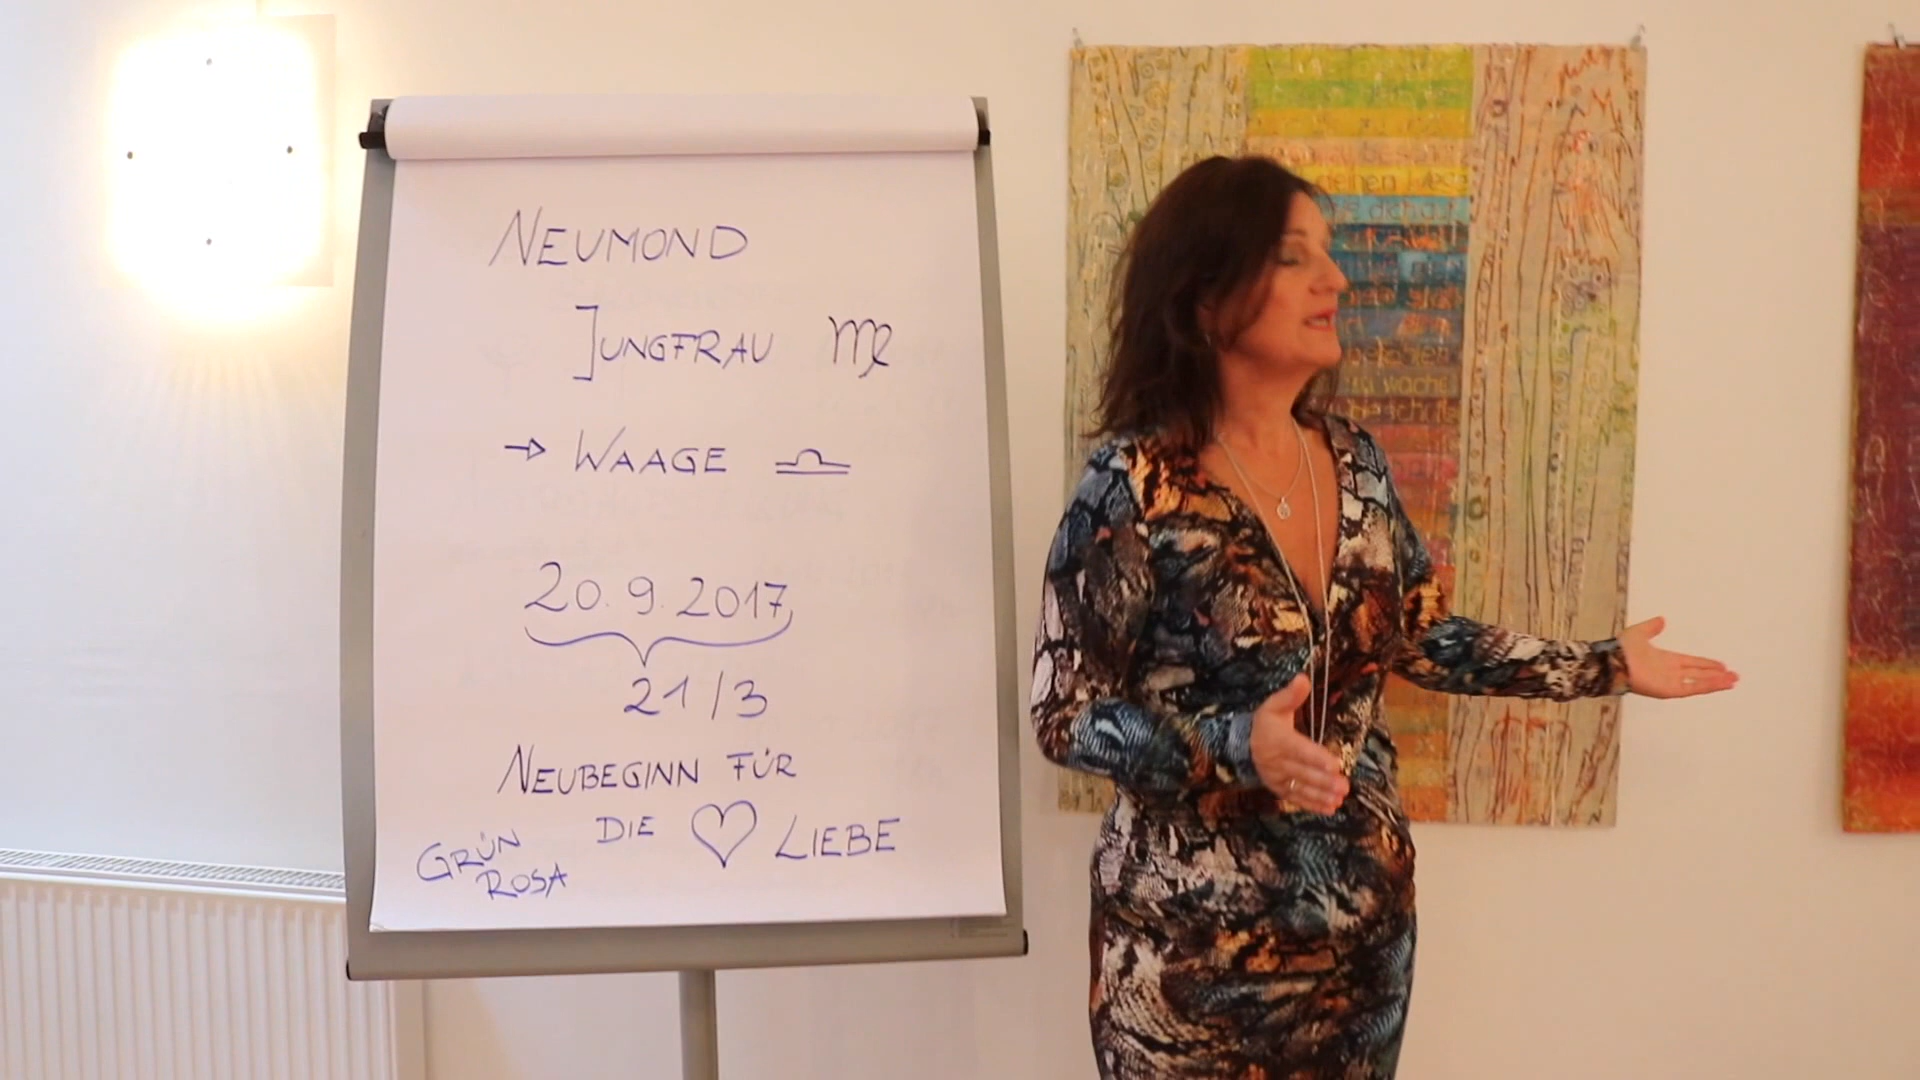 NEUMOND
JUNGFRAU ♍
→ WAAGE ♎
20.9.2017
21/3
NEUBEGINN FÜR
DIE ♡ LIEBE
GRÜN
ROSA